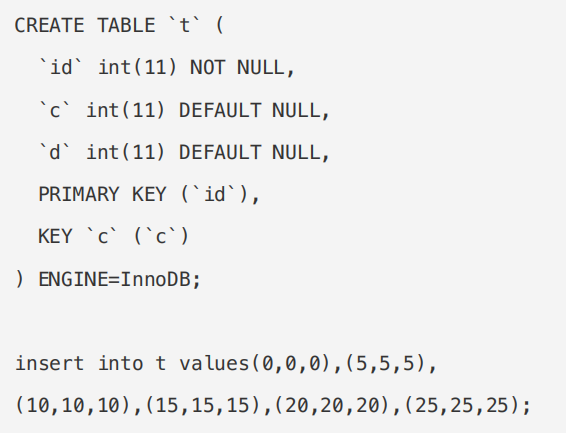 CREATE TABLE `t` (
  `id` int(11) NOT NULL,
  `c` int(11) DEFAULT NULL,
  `d` int(11) DEFAULT NULL,
  PRIMARY KEY (`id`),
  KEY `c` (`c`)
) ENGINE=InnoDB;
insert into t values(0,0,0),(5,5,5),
(10,10,10),(15,15,15),(20,20,20),(25,25,25);